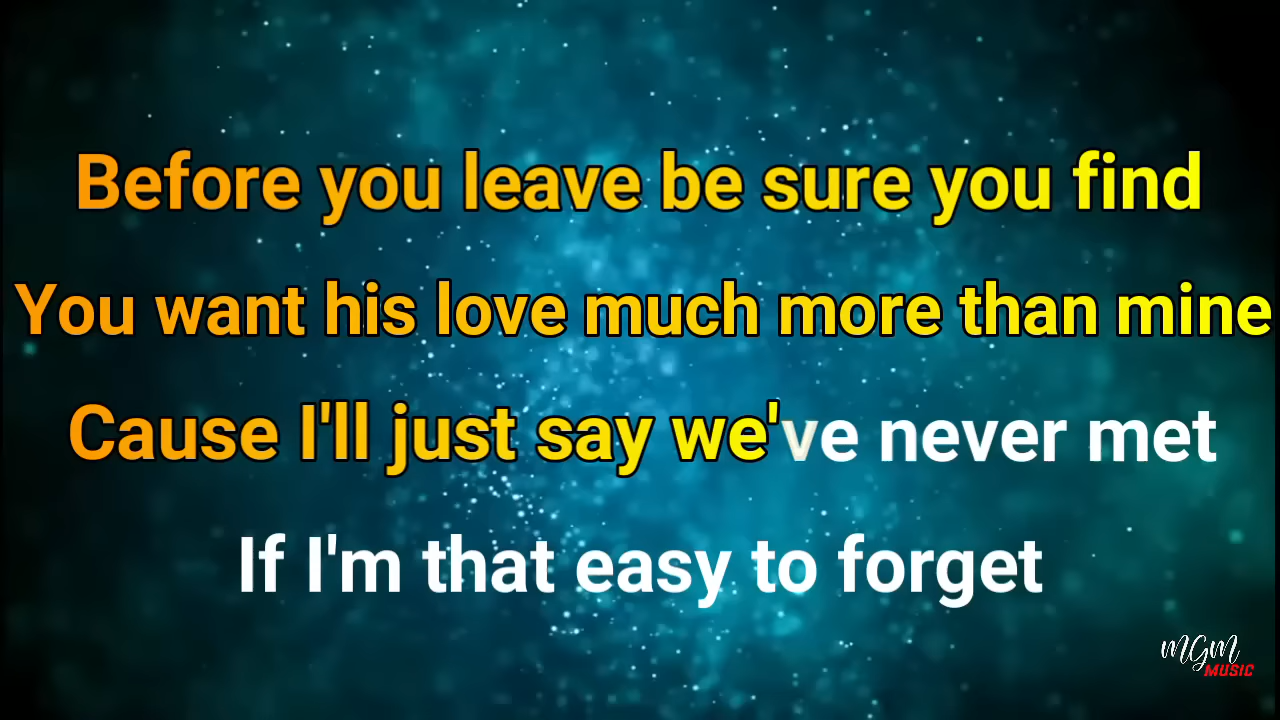 Before you leave be sure you find
You want his love much more than mine
Cause I'll just say we've never met
If I'm that easy to forget
MGM
MUSIC